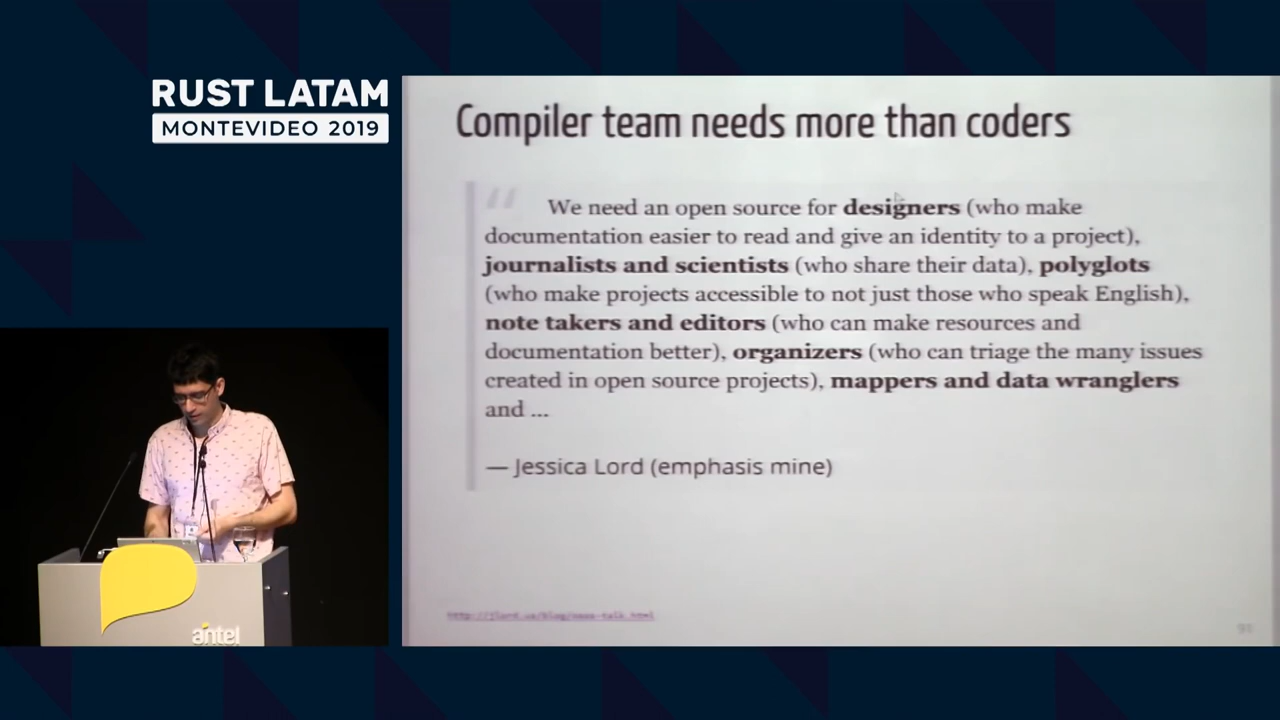 RUST LATAM
MONTEVIDEO 2019
Compiler team needs more than coders
“ We need an open source for designers (who make
documentation easier to read and give an identity to a project),
journalists and scientists (who share their data), polyglots
(who make projects accessible to not just those who speak English),
note takers and editors (who can make resources and
documentation better), organizers (who can triage the many issues
created in open source projects), mappers and data wranglers
and ...
— Jessica Lord (emphasis mine)
antel